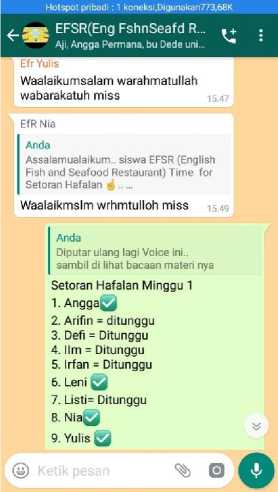 Hotspot pribadi : 1 koneksi,Digunakan773,68K
EFSR(Eng FshnSeafd R...
Aji, Angga Permana, bu Dede uni...
Efr Yulis
Waalaikumsalam warahmatullah
wabarakatuh miss
15.47
EfR Nia
Anda
Assalamualaikum.. siswa EFSR (English
Fish and Seafood Restaurant) Time for
Setoran Hafalan ☝.. ...
Waalaikmslm wrhmtulloh miss
15.49
Anda
Diputar ulang lagi Voice ini..
sambil di lihat bacaan materi nya
Setoran Hafalan Minggu 1
1. Angga✅
2. Arifin = ditunggu
3. Defi = Ditunggu
4. Ilm = Ditunggu
5. Irfan = Ditunggu
6. Leni ✅
7. Listi= Ditunggu
8. Nia✅
9. Yulis ✅
Ketik pesan